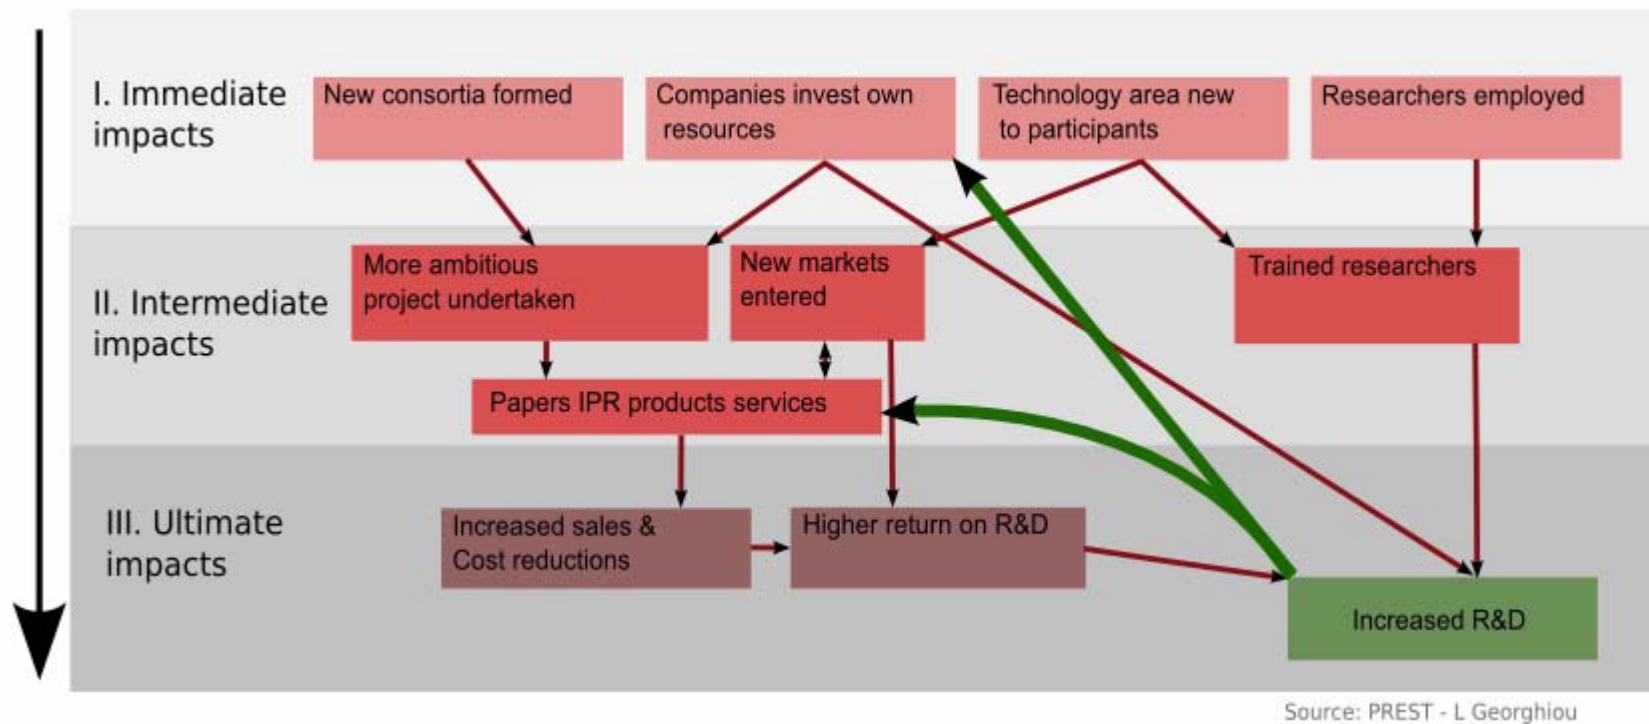 I. Immediate
impacts
New consortia formed
Companies invest own
resources
Technology area new
to participants
Researchers employed
II. Intermediate
impacts
More ambitious
project undertaken
New markets
entered
Trained researchers
Papers IPR products services
III. Ultimate
impacts
Increased sales &
Cost reductions
Higher return on R&D
Increased R&D
Source: PREST - L Georghiou